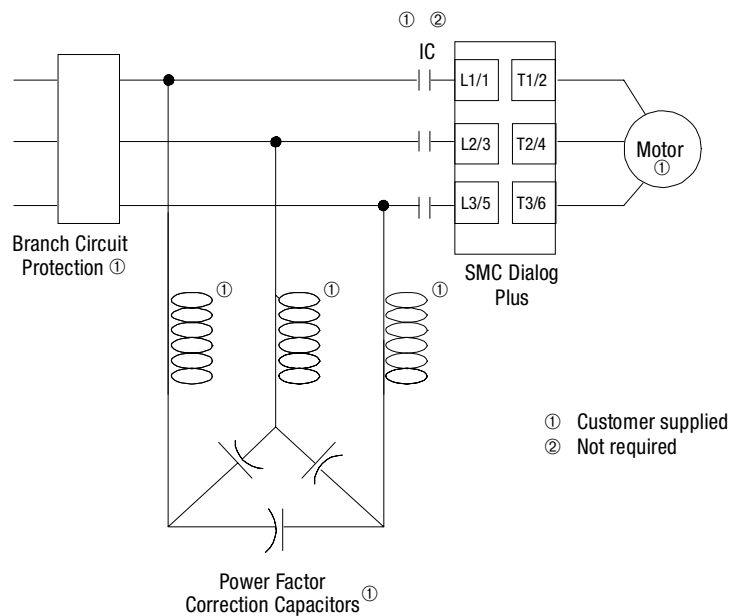 ① ②
IC
L1/1 T1/2
L2/3 T2/4
Motor
①
L3/5 T3/6
Branch Circuit
Protection ①
SMC Dialog
Plus
① ① ①
① Customer supplied
② Not required
Power Factor
Correction Capacitors ①